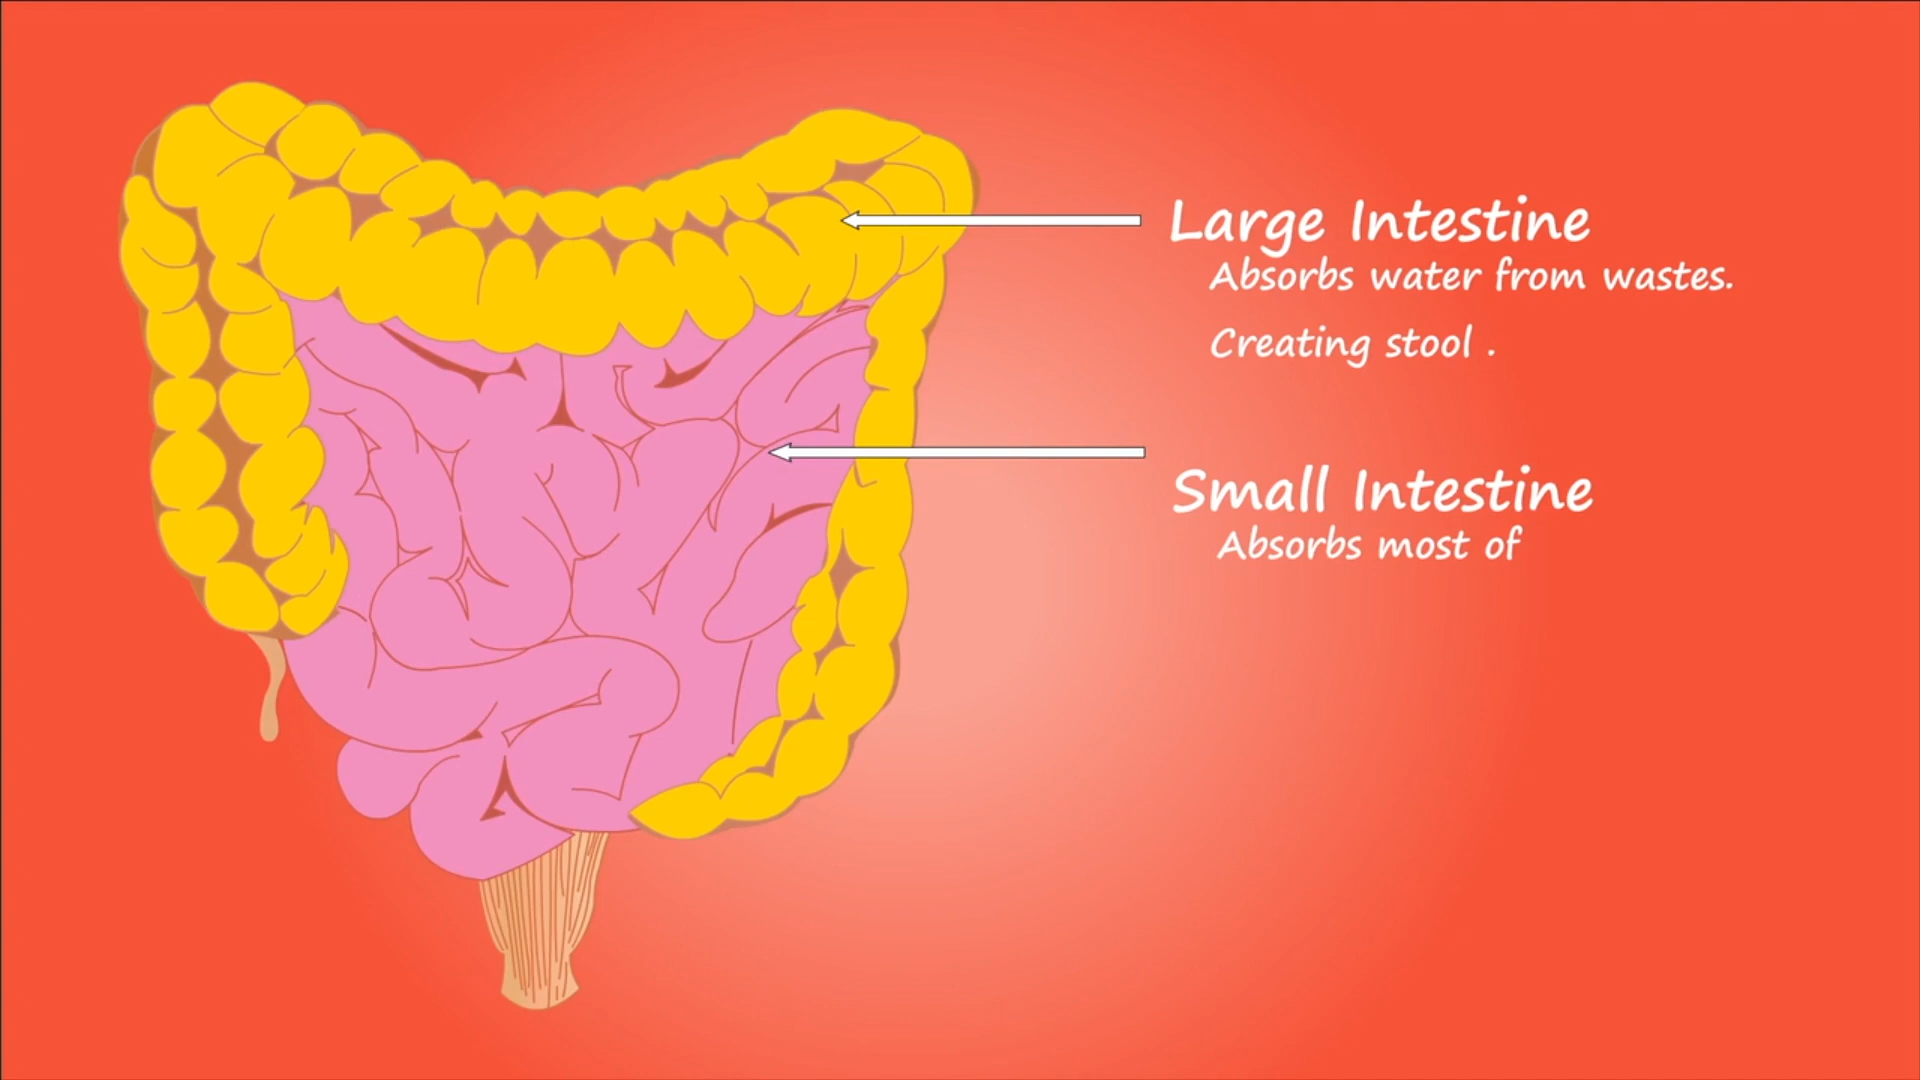 Large Intestine
Absorbs water from wastes.
Creating stool .
Small Intestine
Absorbs most of